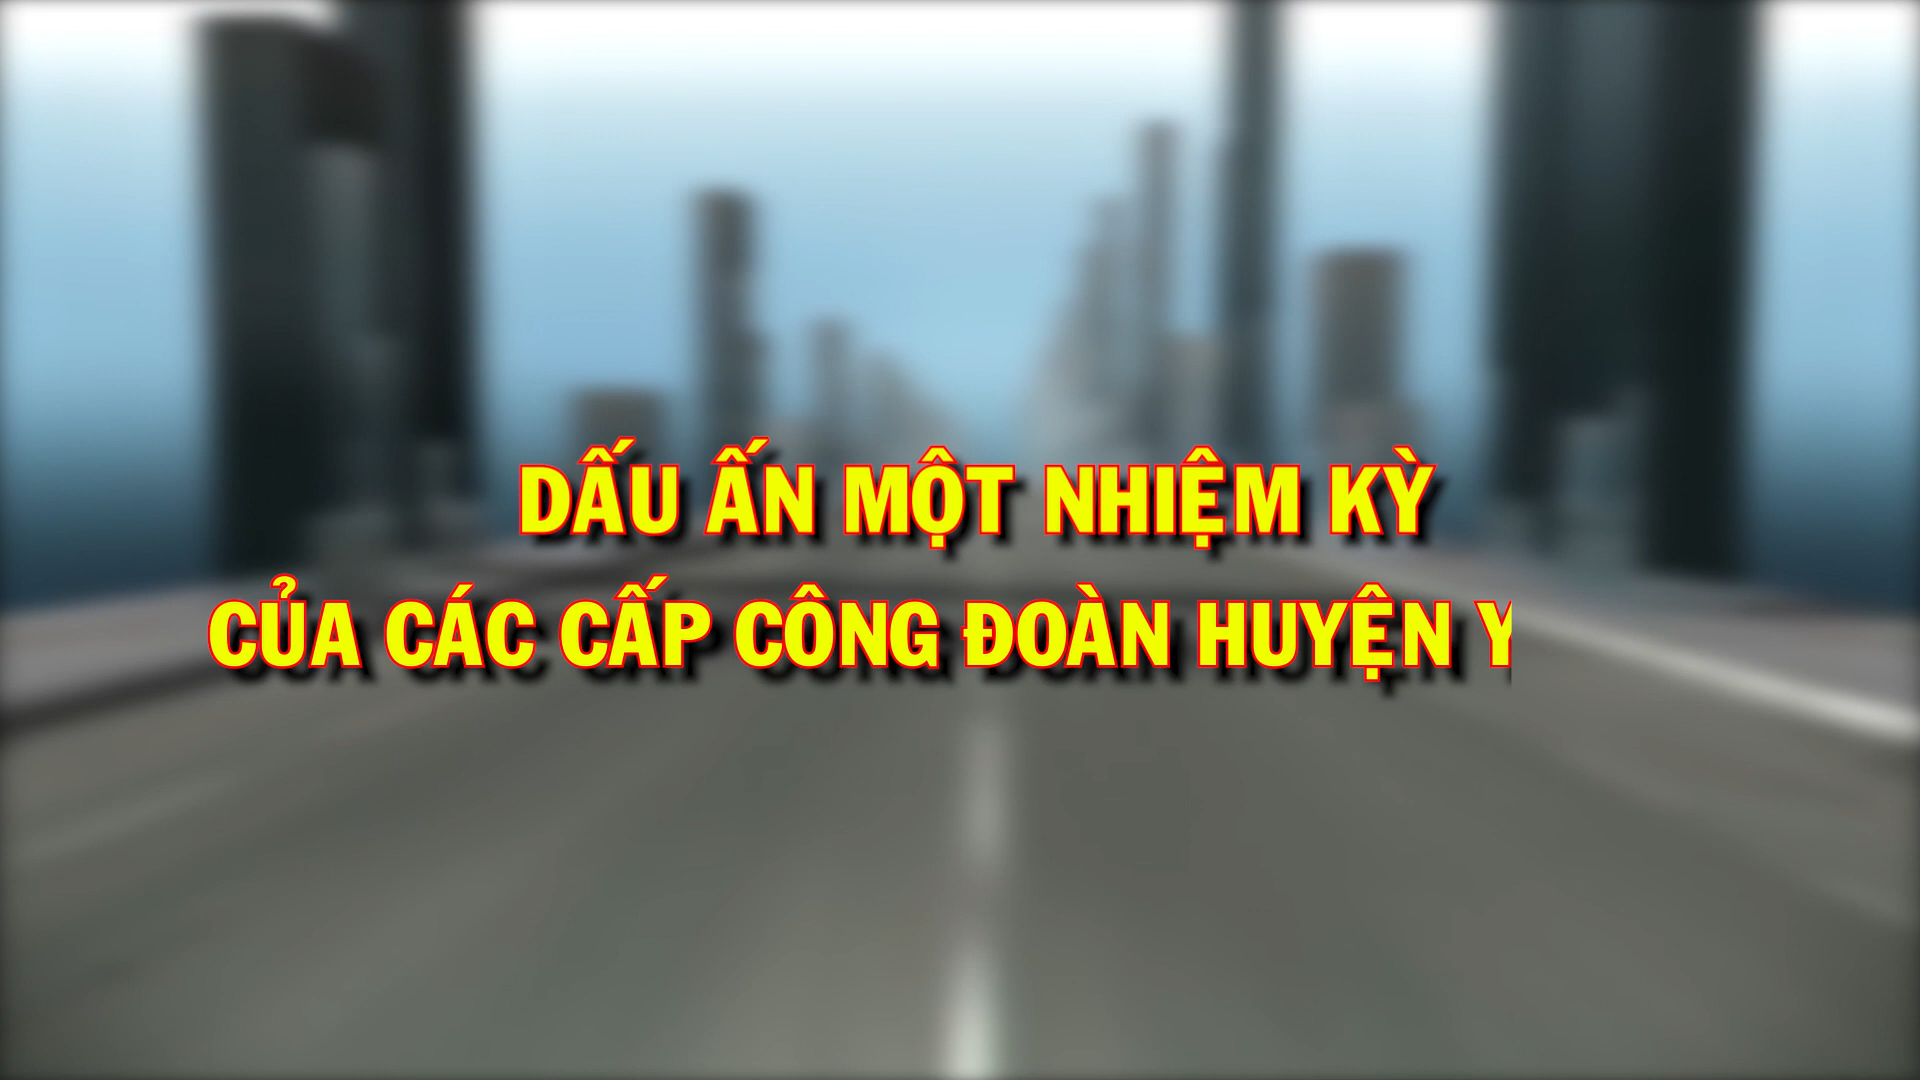 DẤU ẤN MỘT NHIỆM KỲ
CỦA CÁC CẤP CÔNG ĐOÀN HUYỆN Y